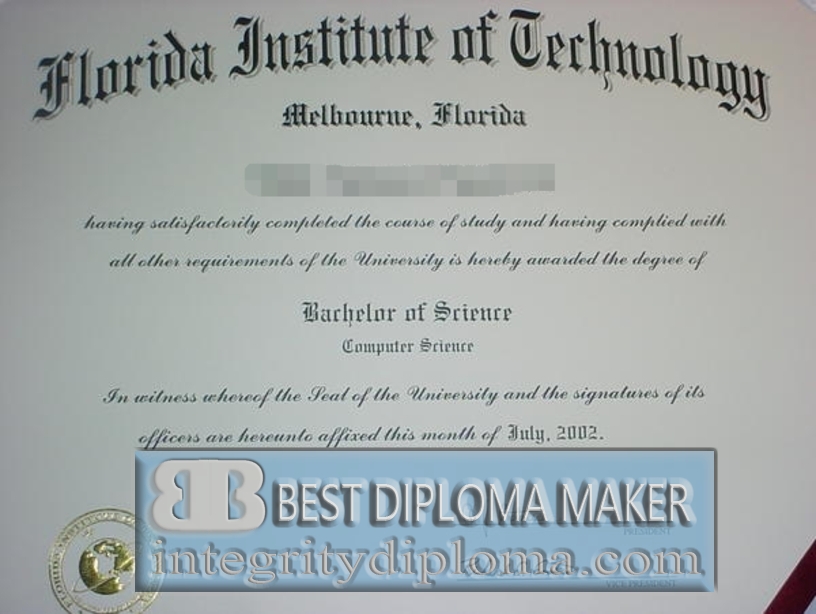 Florida Institute of Technology
Melbourne, Florida
having satisfactorily completed the course of study and having complied with
all other requirements of the University is hereby awarded the degree of
Bachelor of Science
Computer Science
In witness whereof the Seal of the University and the signatures of its
officers are hereunto affixed this month of July, 2002.
BB BEST DIPLOMA MAKER
PRESIDENT
integritydiploma.com
VICE PRESIDENT